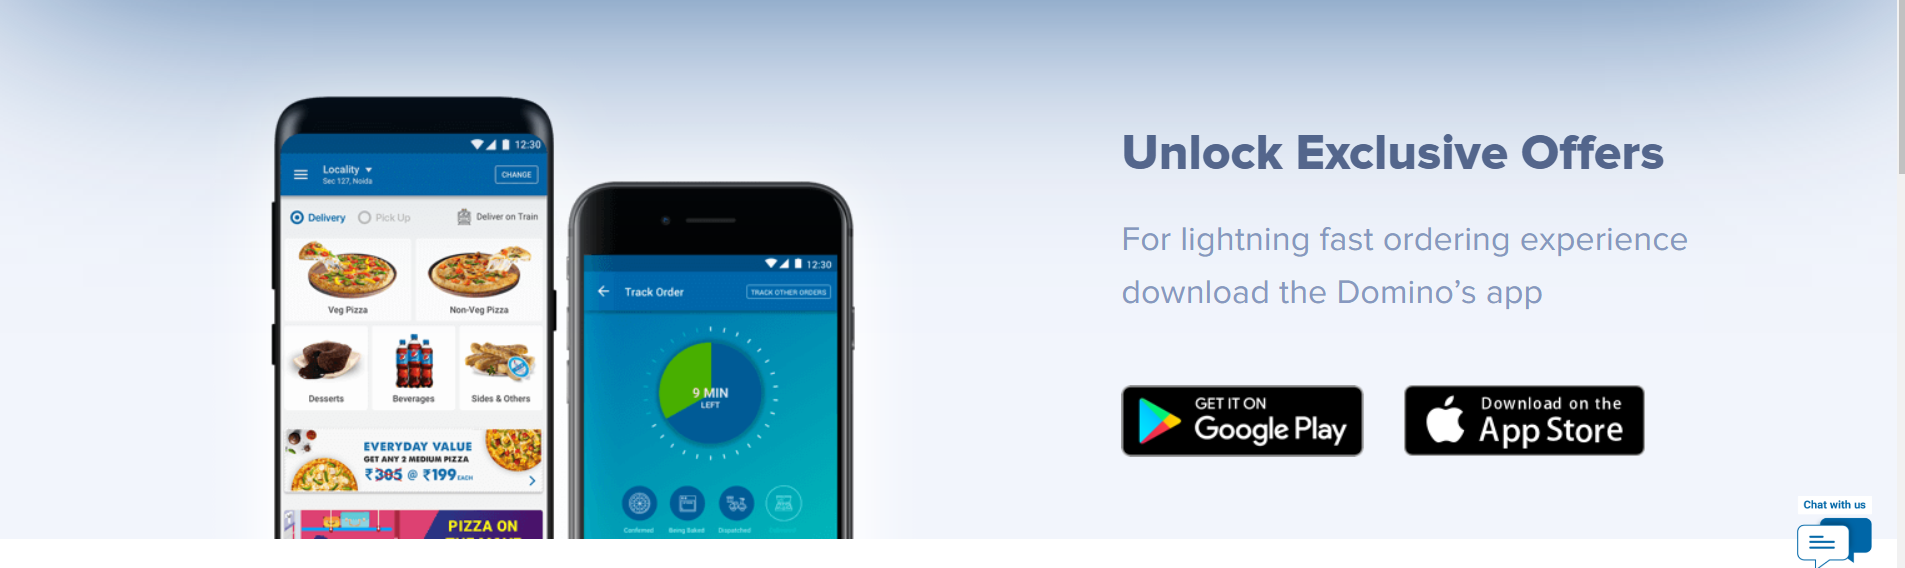 12:30
Locality
Sec 127, Noida
CHANGE
Delivery
Pick Up
Deliver on Train
Veg Pizza
Non-Veg Pizza
Desserts
Beverages
Sides & Others
EVERYDAY VALUE
GET ANY 2 MEDIUM PIZZA
₹305 @ ₹199 EACH
PIZZA ON
12:30
Track Order
TRACK OTHER ORDERS
9 MIN
LEFT
Confirmed
Being Baked
Dispatched
Unlock Exclusive Offers
For lightning fast ordering experience
download the Domino’s app
GET IT ON
Google Play
Download on the
App Store
Chat with us